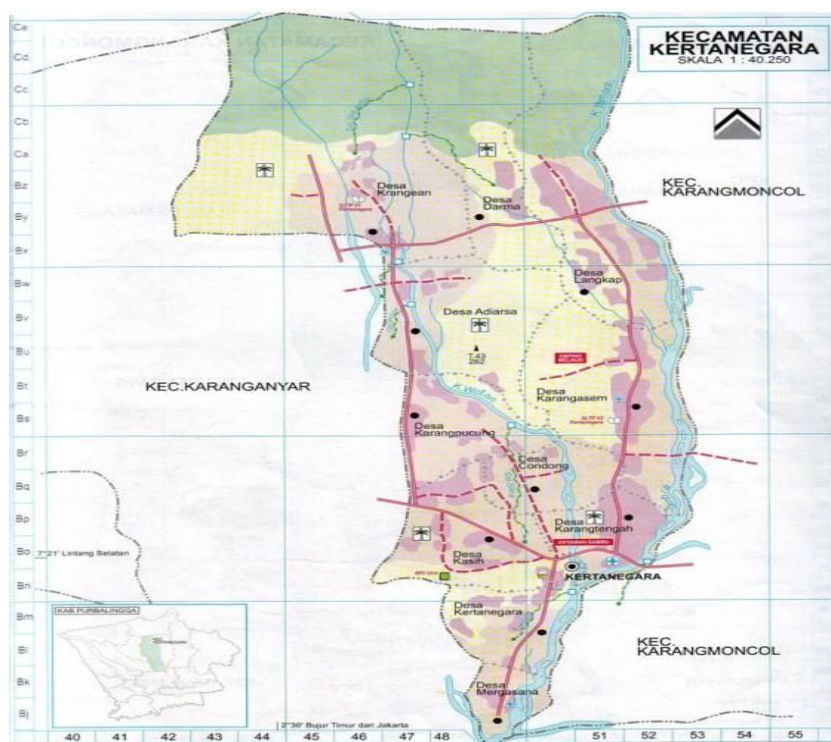 KECAMATAN
KERTANEGARA
SKALA 1 : 40.250
Ce
Cd
Cc
Cb
Ca
Bz
By
Bx
Bw
Bv
Bu
Bt
Bs
Br
Bq
Bp
Bo
Bn
Bm
Bl
Bk
Bj
KEC.
KARANGMONCOL
Desa
Krangean
Desa
Darma
Desa
Langkap
Desa Adiarsa
T.43
262
KEC.KARANGANYAR
Desa
Karangasem
Desa
Karangpucung
Desa
Condong
Desa
Karangtengah
Desa
Kasih
KERTANEGARA
Desa
Kertanegara
KEC.
KARANGMONCOL
Desa
Mergasana
7°21' Lintang Selatan
KAB PURBALINGGA
2°36' Bujur Timur dari Jakarta
40 41 42 43 44 45 46 47 48 51 52 53 54 55